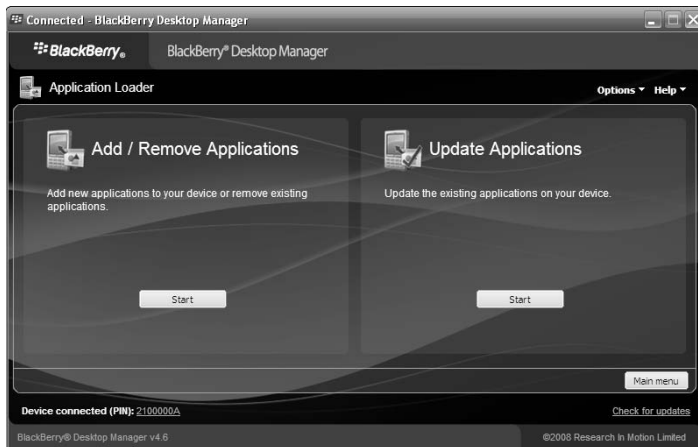 Connected - BlackBerry Desktop Manager
BlackBerry® BlackBerry® Desktop Manager
Application Loader Options Help
Add / Remove Applications
Add new applications to your device or remove existing
applications.
Start
Update Applications
Update the existing applications on your device.
Start
Main menu
Device connected (PIN): 2100000A Check for updates
BlackBerry® Desktop Manager v4.6 ©2008 Research In Motion Limited